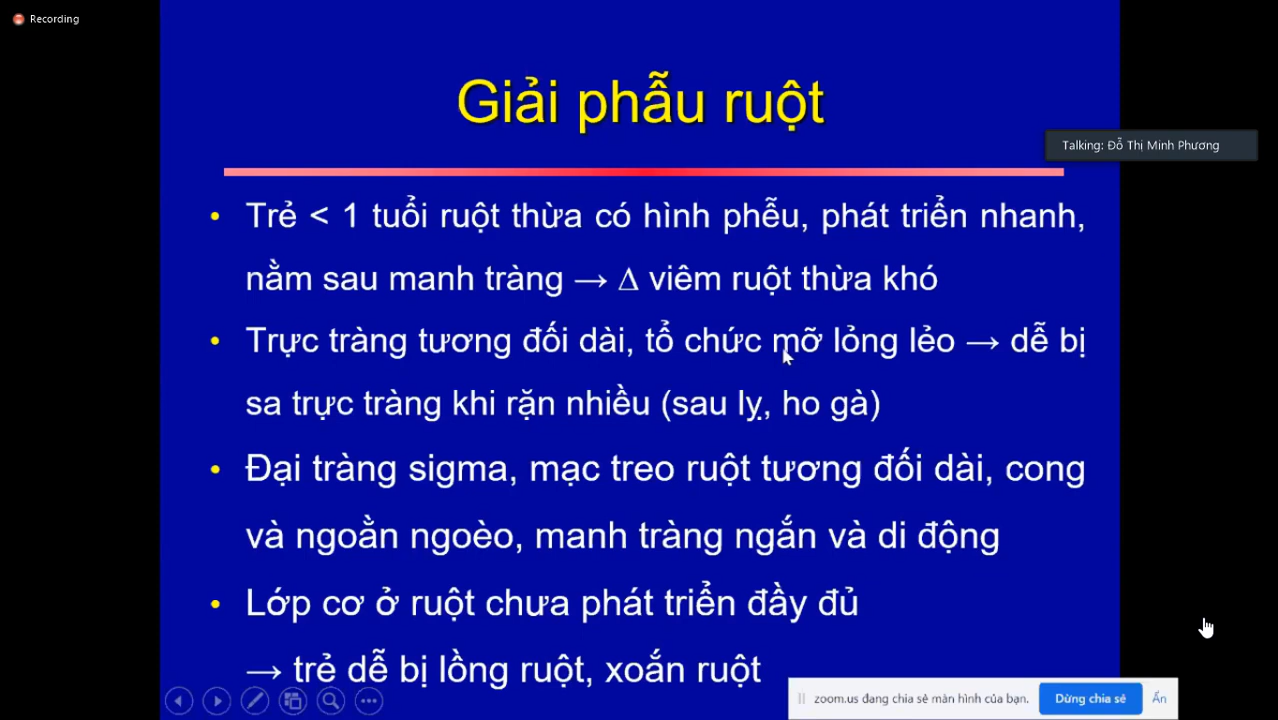 Recording
Giải phẫu ruột
Talking: Đỗ Thị Minh Phương
• Trẻ < 1 tuổi ruột thừa có hình phễu, phát triển nhanh,
nằm sau manh tràng → Δ viêm ruột thừa khó
• Trực tràng tương đối dài, tổ chức mỡ lỏng lẻo → dễ bị
sa trực tràng khi rặn nhiều (sau lỵ, ho gà)
• Đại tràng sigma, mạc treo ruột tương đối dài, cong
và ngoằn ngoèo, manh tràng ngắn và di động
• Lớp cơ ở ruột chưa phát triển đầy đủ
→ trẻ dễ bị lồng ruột, xoắn ruột
zoom.us đang chia sẻ màn hình của bạn. Dừng chia sẻ Ẩn